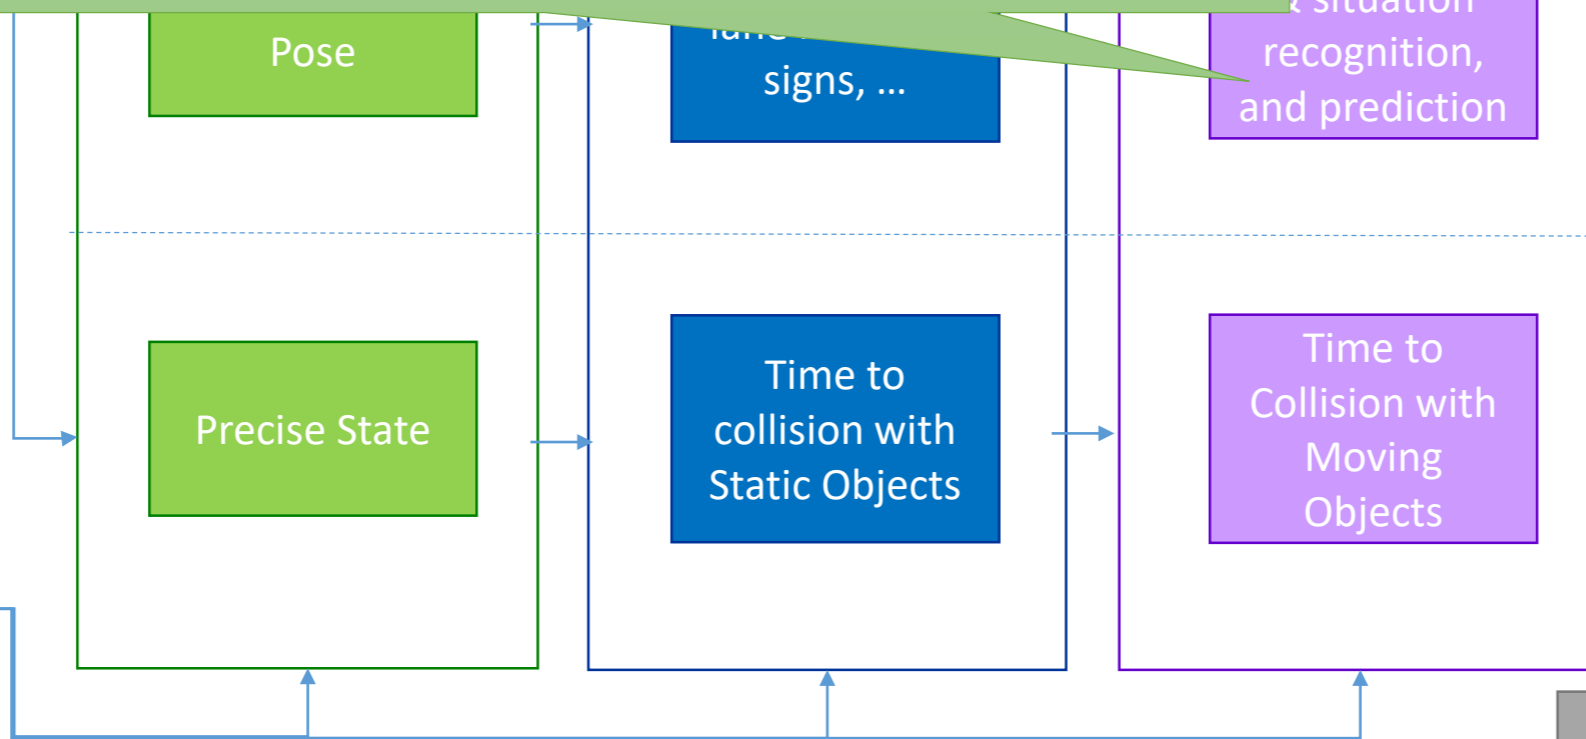 Pose
signs, ...
& situation
recognition,
and prediction
Precise State
Time to
collision with
Static Objects
Time to
Collision with
Moving
Objects